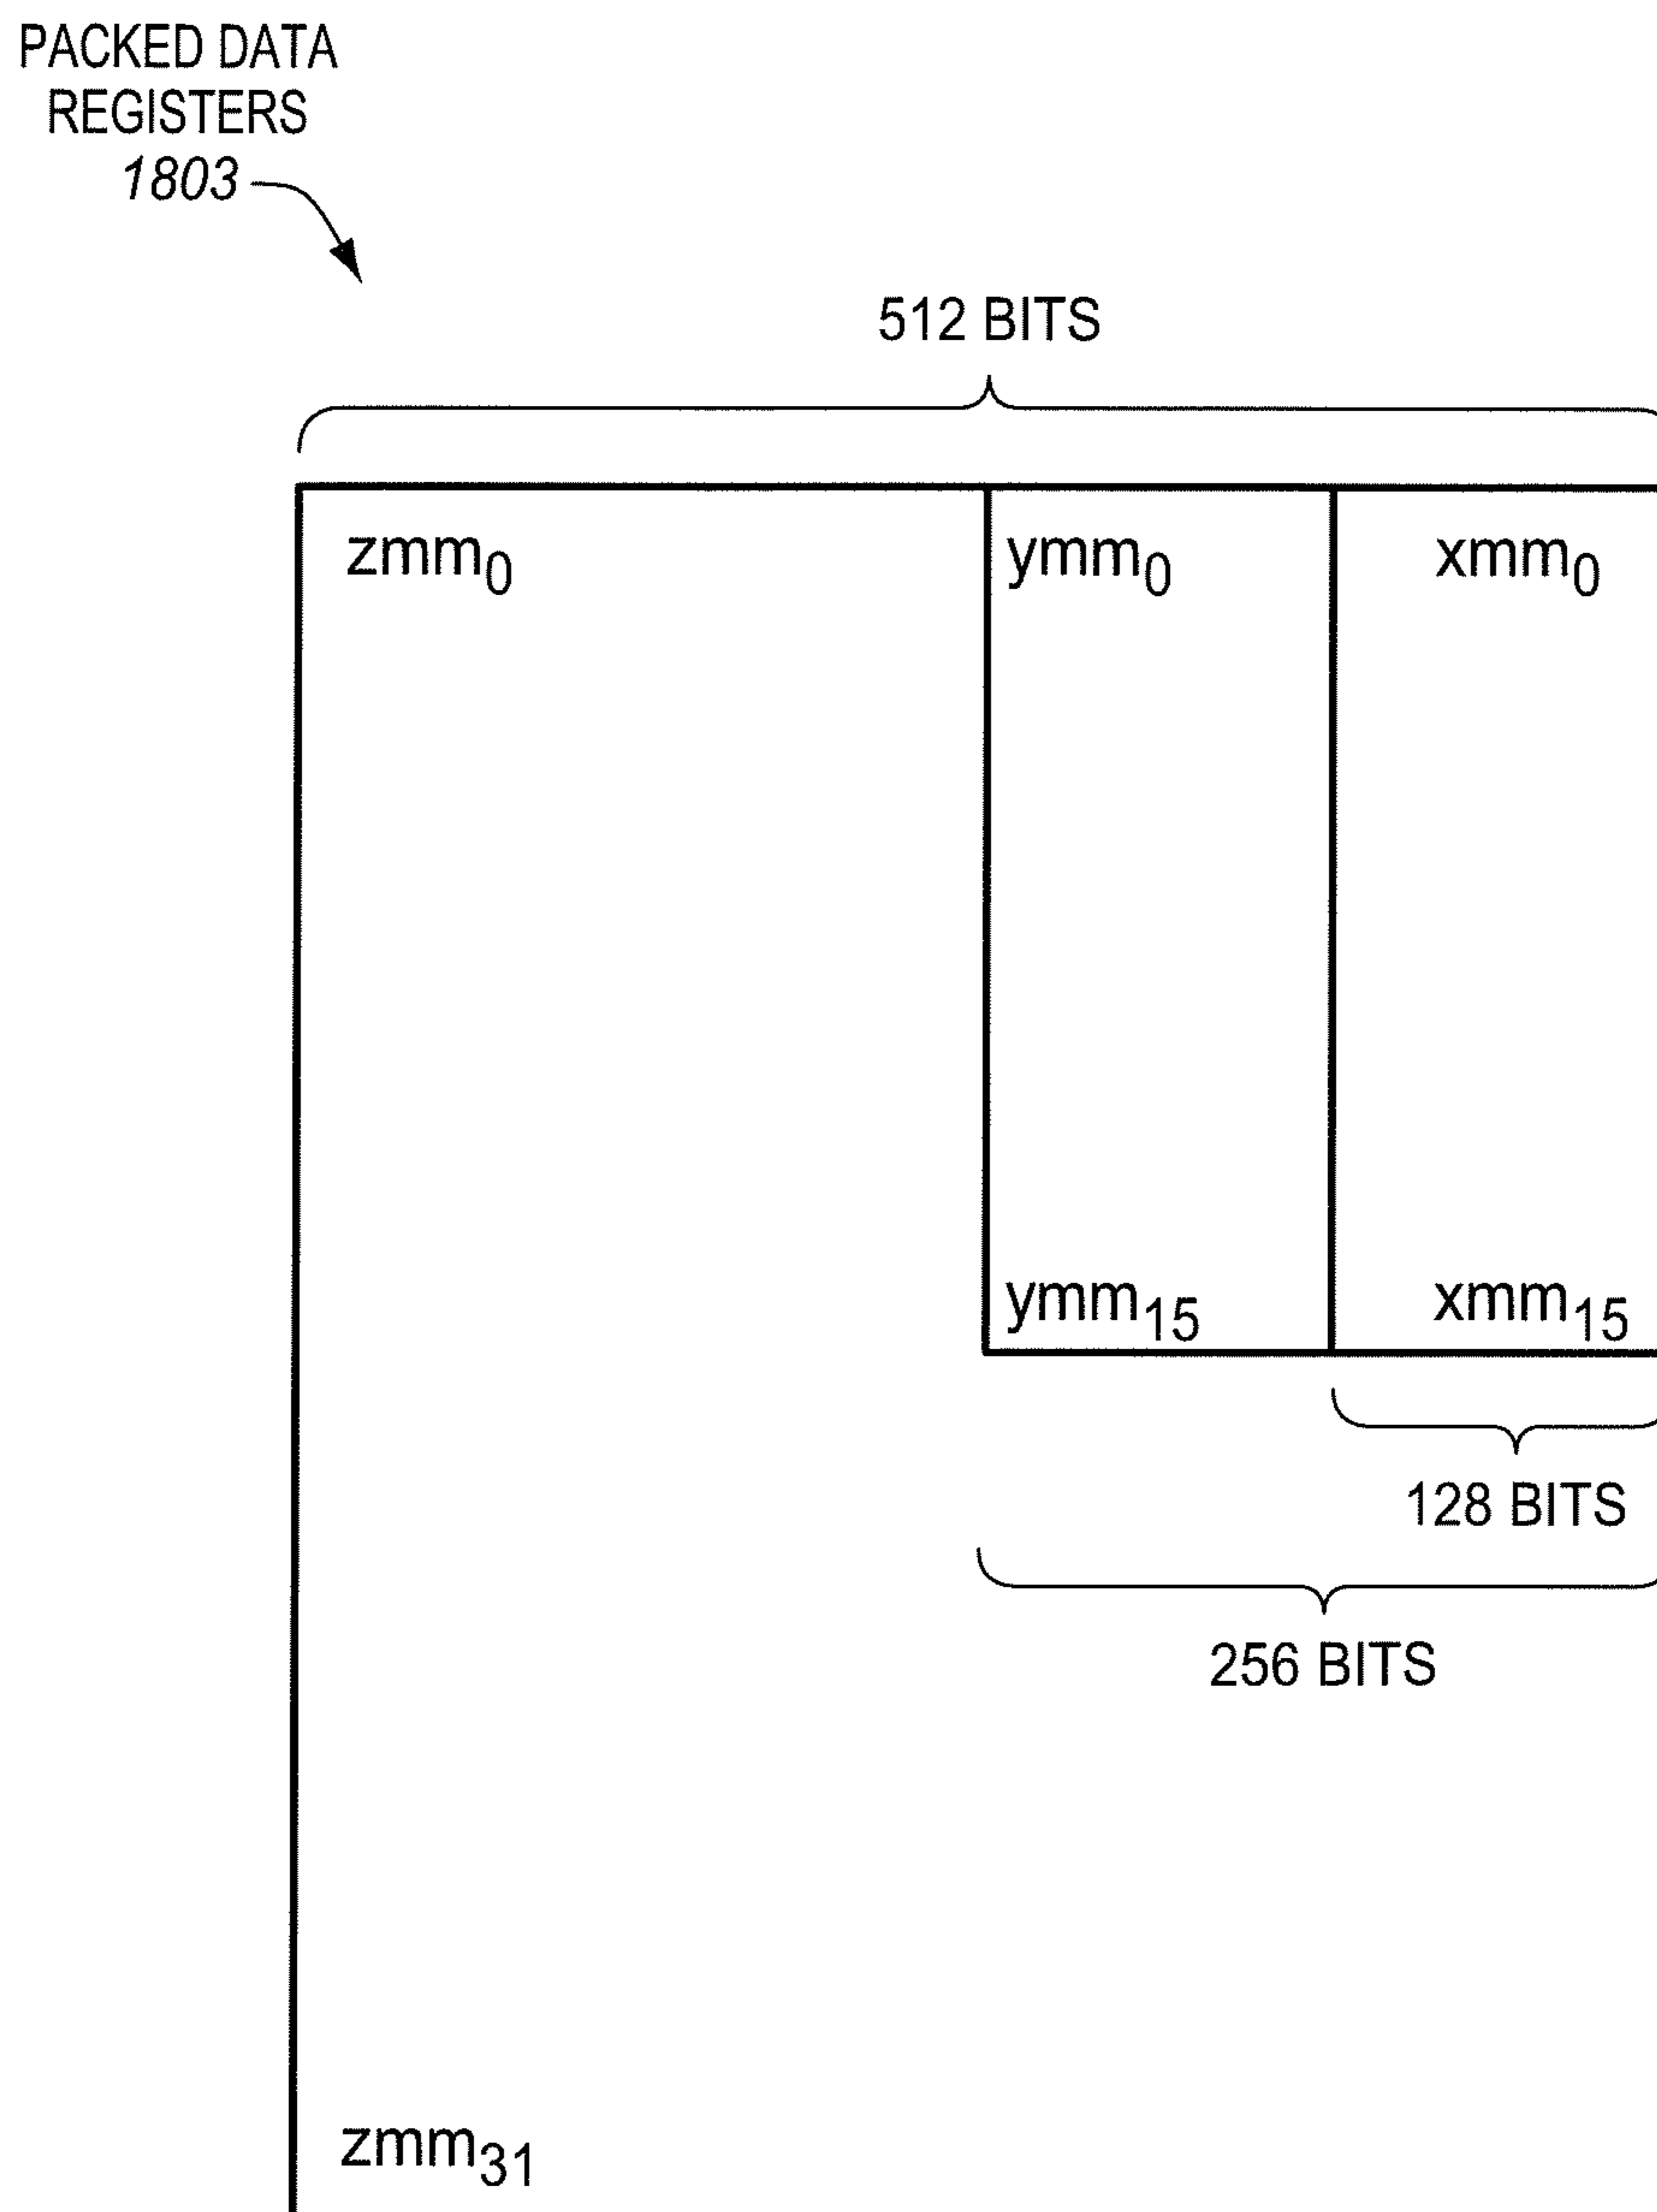 PACKED DATA
REGISTERS
1803
512 BITS
zmm₀ ymm₀ xmm₀
ymm₁₅ xmm₁₅
128 BITS
256 BITS
zmm₃₁